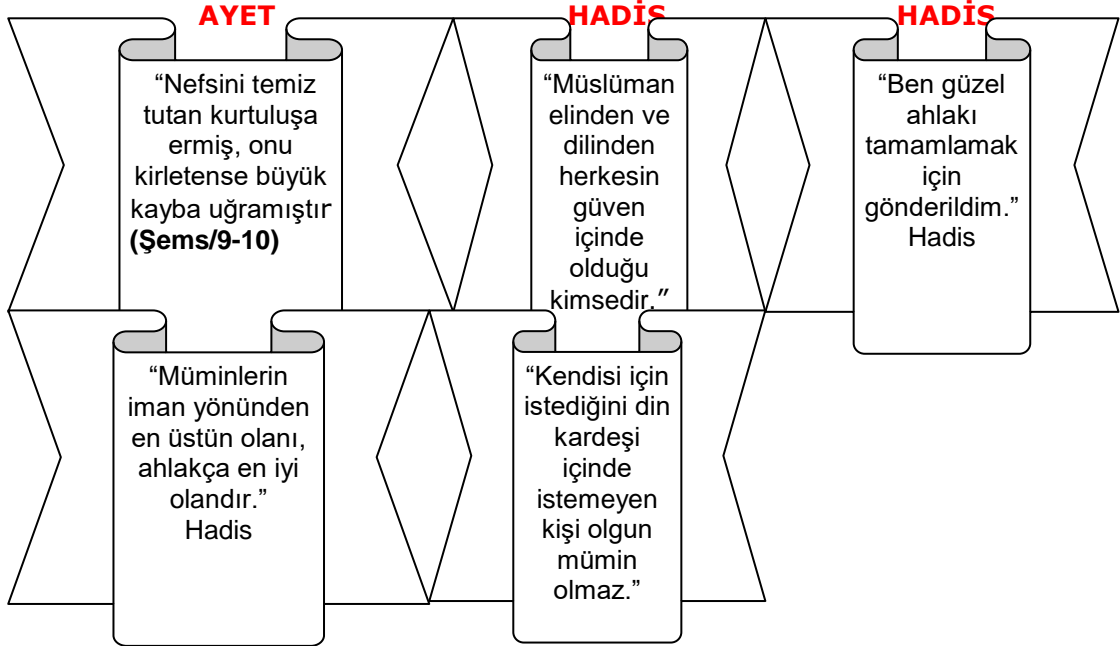 AYET
“Nefsini temiz
tutan kurtuluşa
ermiş, onu
kirletense büyük
kayba uğramıştır
(Şems/9-10)
HADİS
“Müslüman
elinden ve
dilinden
herkesin
güven
içinde
olduğu
kimsedir.”
HADİS
“Ben güzel
ahlakı
tamamlamak
için
gönderildim.”
Hadis
“Müminlerin
iman yönünden
en üstün olanı,
ahlakça en iyi
olandır.”
Hadis
“Kendisi için
istediğini din
kardeşi
içinde
istemeyen
kişi olgun
mümin
olmaz.”